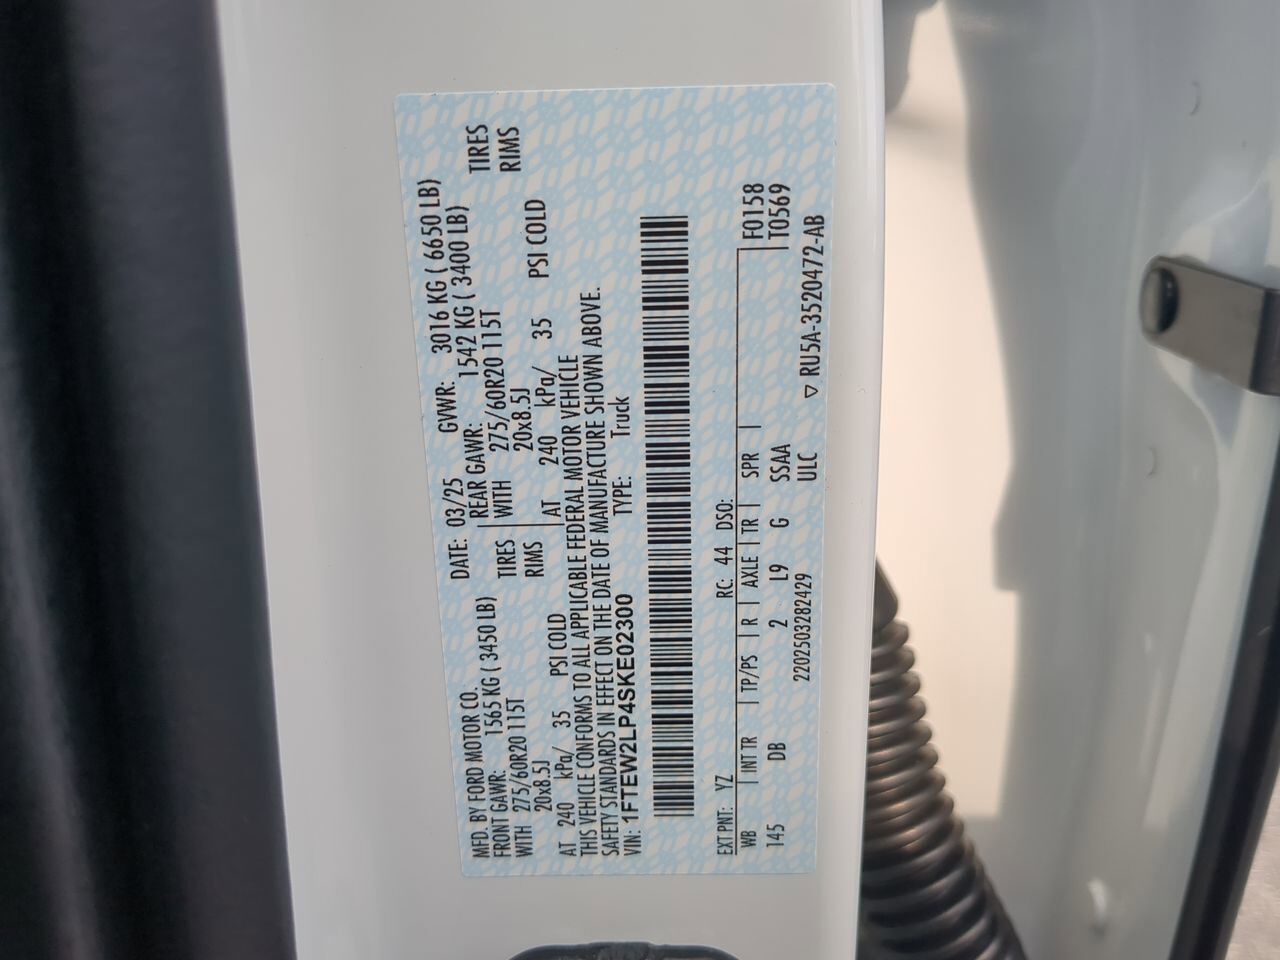 MFD. BY FORD MOTOR CO. DATE: 03/25 GVWR: 3016 KG ( 6650 LB)
FRONT GAWR: 1565 KG ( 3450 LB) REAR GAWR: 1542 KG ( 3400 LB)
WITH 275/60R20 115T TIRES WITH 275/60R20 115T TIRES
20x8.5J RIMS 20x8.5J RIMS
AT 240 kPa/ 35 PSI COLD AT 240 kPa/ 35 PSI COLD
THIS VEHICLE CONFORMS TO ALL APPLICABLE FEDERAL MOTOR VEHICLE
SAFETY STANDARDS IN EFFECT ON THE DATE OF MANUFACTURE SHOWN ABOVE.
VIN: 1FTEW2LP4SKE02300 TYPE: Truck
EXT PNT: YZ RC: 44 DSO: F0158
WB INT TR TP/PS R AXLE TR SPR T0569
145 DB 2 L9 G SSAA
2202503282429 ULC ▽ RU5A-3520472-AB